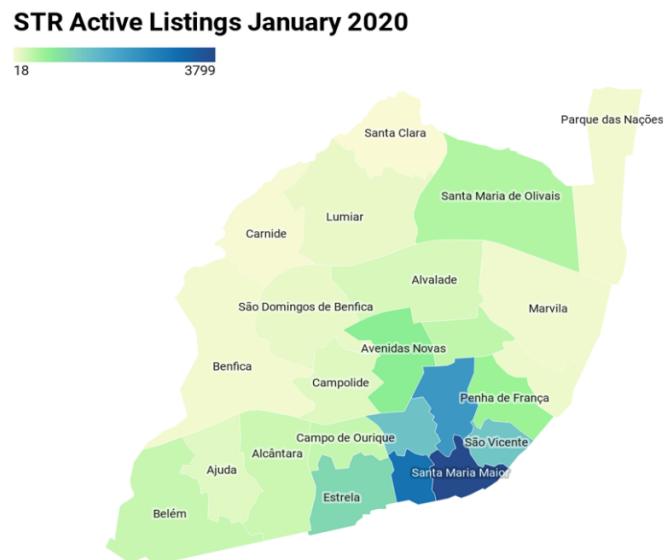 STR Active Listings January 2020
18 3799
Parque das Nações
Santa Clara
Santa Maria de Olivais
Lumiar
Carnide
Alvalade
São Domingos de Benfica
Marvila
Avenidas Novas
Benfica
Campolide
Penha de França
Campo de Ourique
São Vicente
Alcântara
Ajuda
Santa Maria Maior
Estrela
Belém